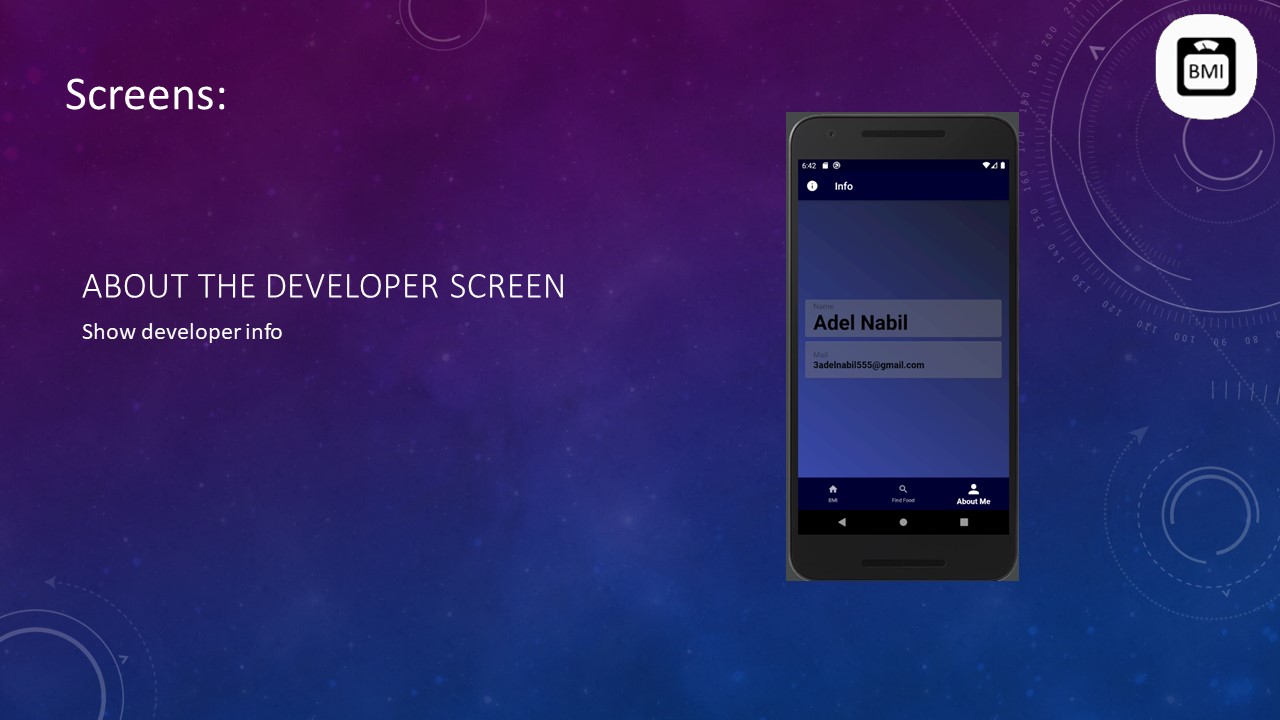 Screens:
BMI
ABOUT THE DEVELOPER SCREEN
Show developer info
6:42
Info
Name
Adel Nabil
Mail
3adelnabil555@gmail.com
BMI
Find Food
About Me